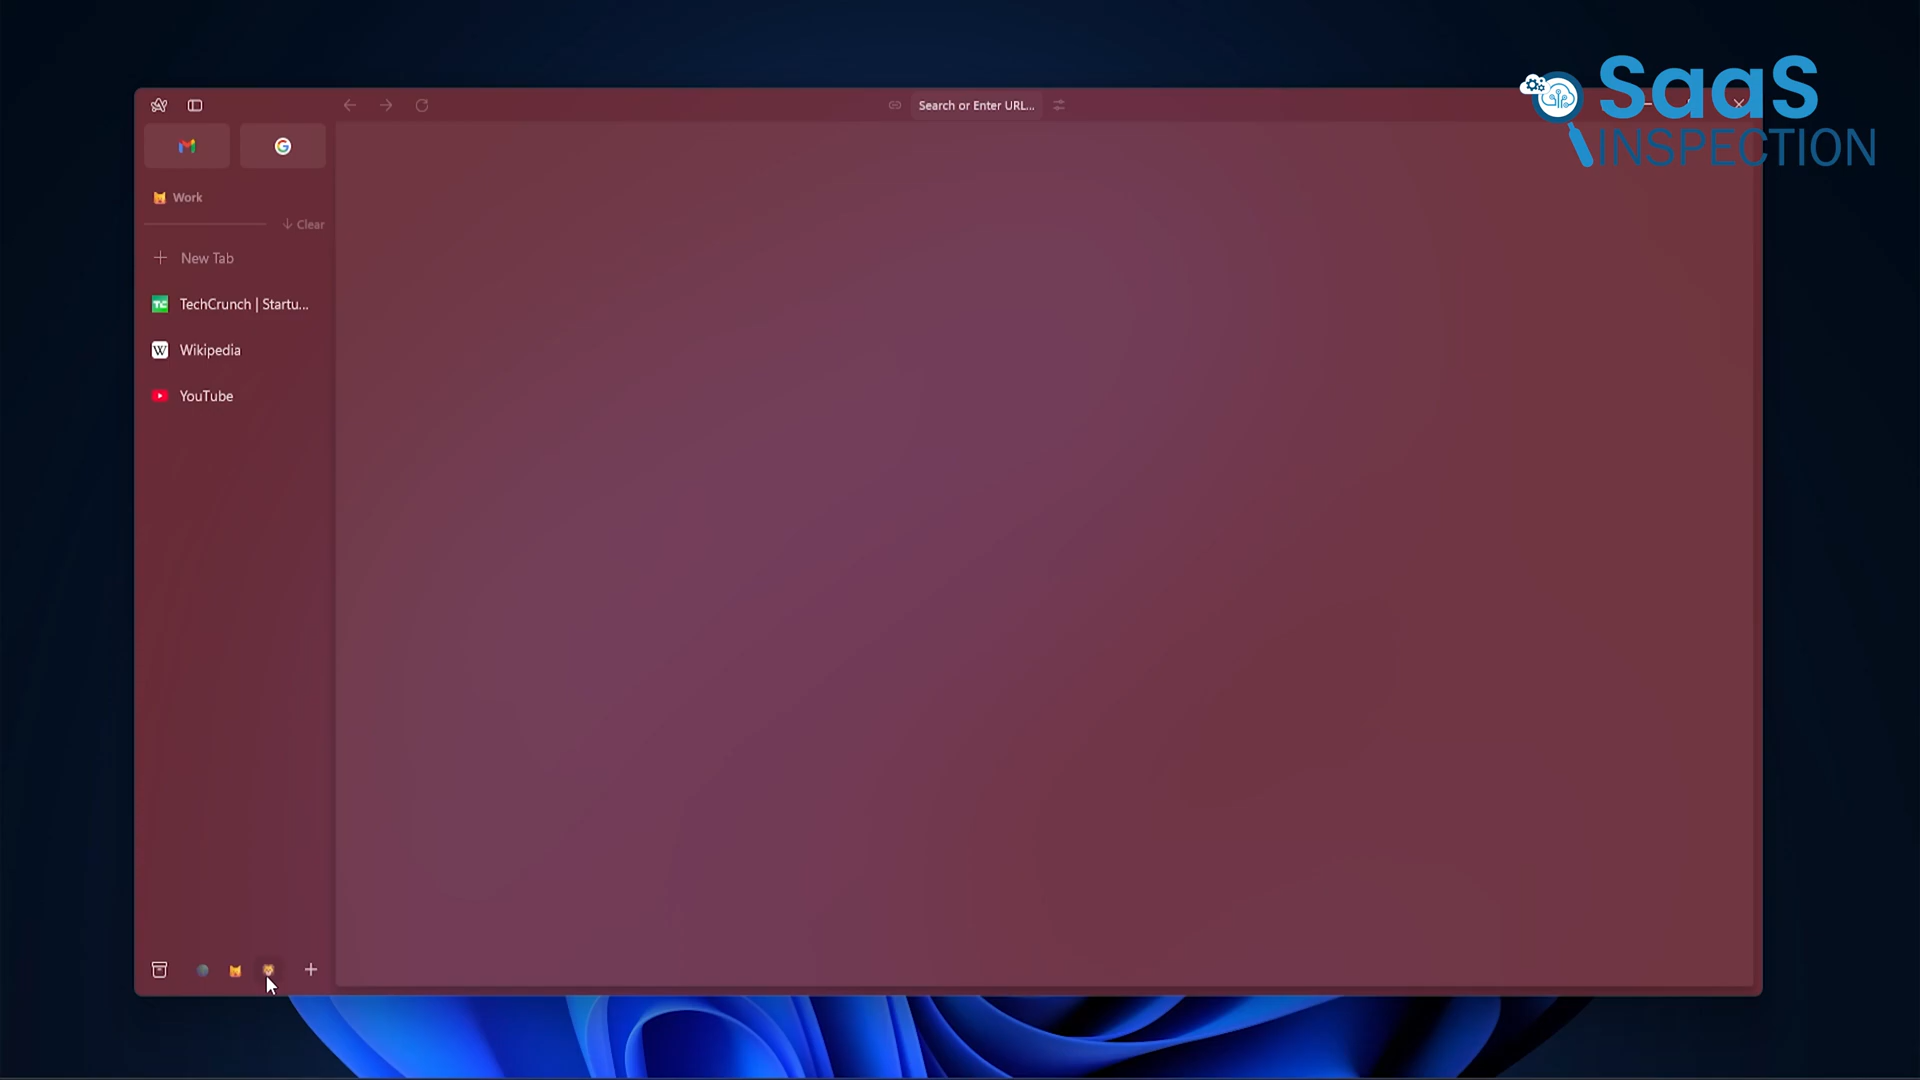 Search or Enter URL...
SaaS
INSPECTION
Work
Clear
New Tab
TechCrunch | Startu...
Wikipedia
YouTube